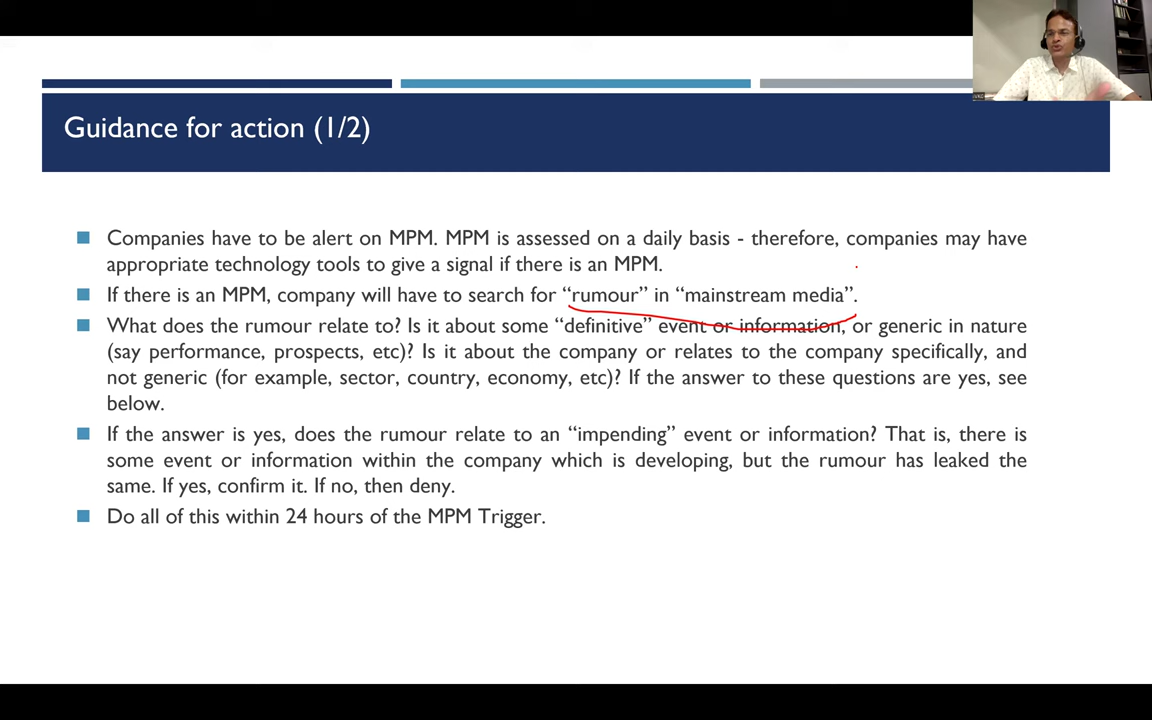 Guidance for action (1/2)
Companies have to be alert on MPM. MPM is assessed on a daily basis - therefore, companies may have
appropriate technology tools to give a signal if there is an MPM.
If there is an MPM, company will have to search for “rumour” in “mainstream media”.
What does the rumour relate to? Is it about some “definitive” event or information, or generic in nature
(say performance, prospects, etc)? Is it about the company or relates to the company specifically, and
not generic (for example, sector, country, economy, etc)? If the answer to these questions are yes, see
below.
If the answer is yes, does the rumour relate to an “impending” event or information? That is, there is
some event or information within the company which is developing, but the rumour has leaked the
same. If yes, confirm it. If no, then deny.
Do all of this within 24 hours of the MPM Trigger.